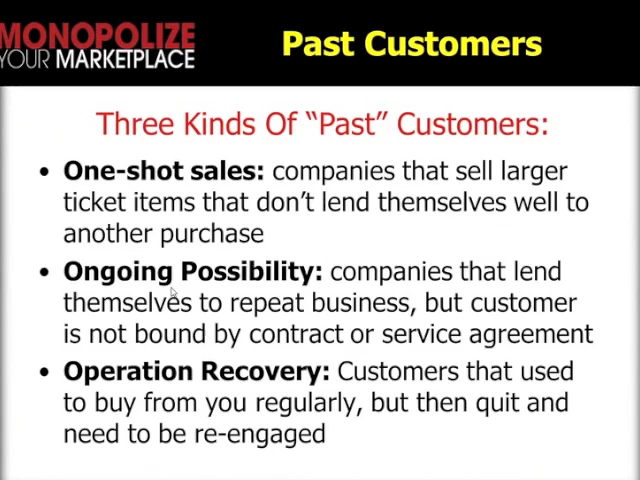 MONOPOLIZE
YOUR MARKETPLACE
Past Customers
Three Kinds Of “Past” Customers:
• One-shot sales: companies that sell larger
ticket items that don’t lend themselves well to
another purchase
• Ongoing Possibility: companies that lend
themselves to repeat business, but customer
is not bound by contract or service agreement
• Operation Recovery: Customers that used
to buy from you regularly, but then quit and
need to be re-engaged